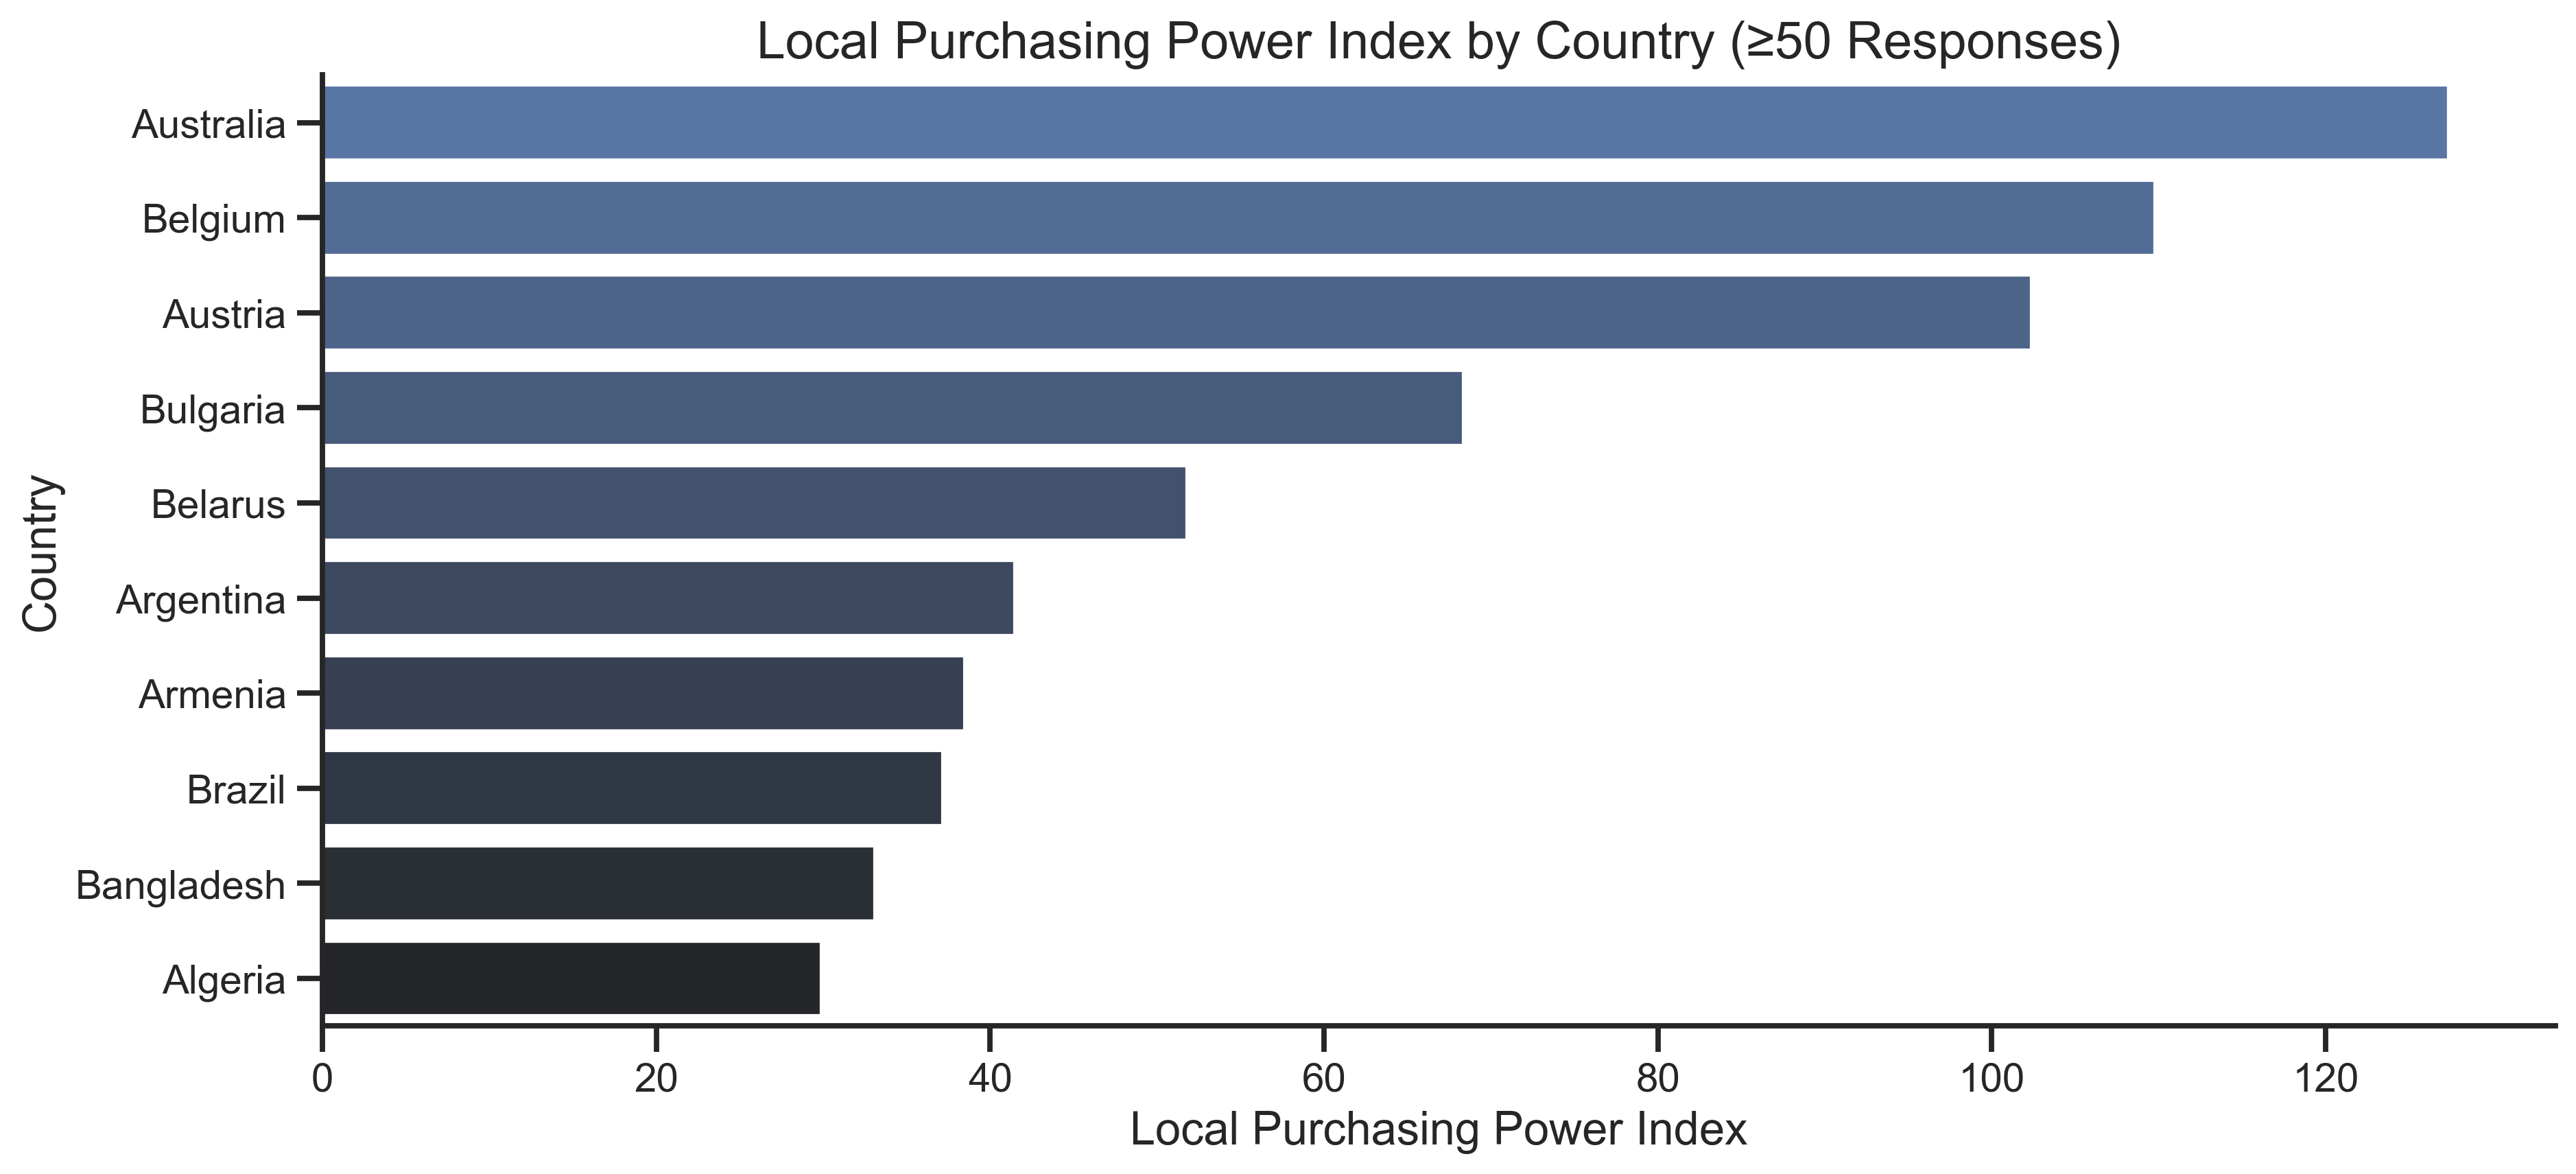 Local Purchasing Power Index by Country (≥50 Responses)
Country
Australia
Belgium
Austria
Bulgaria
Belarus
Argentina
Armenia
Brazil
Bangladesh
Algeria
0 20 40 60 80 100 120
Local Purchasing Power Index